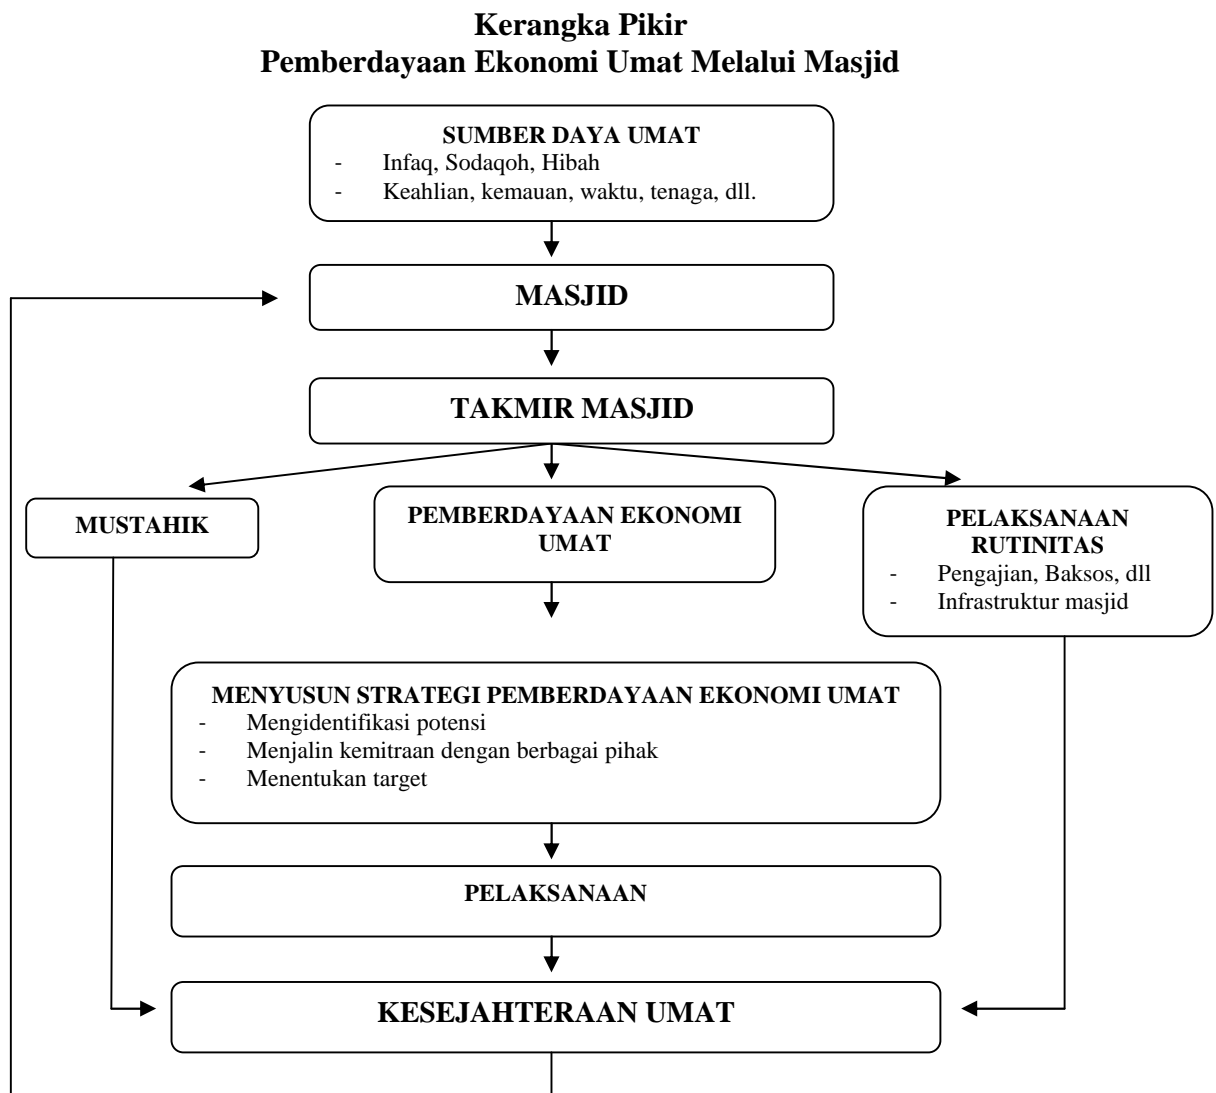 Kerangka Pikir
Pemberdayaan Ekonomi Umat Melalui Masjid
SUMBER DAYA UMAT
- Infaq, Sodaqoh, Hibah
- Keahlian, kemauan, waktu, tenaga, dll.
MASJID
TAKMIR MASJID
MUSTAHIK
PEMBERDAYAAN EKONOMI
UMAT
PELAKSANAAN
RUTINITAS
- Pengajian, Baksos, dll
- Infrastruktur masjid
MENYUSUN STRATEGI PEMBERDAYAAN EKONOMI UMAT
- Mengidentifikasi potensi
- Menjalin kemitraan dengan berbagai pihak
- Menentukan target
PELAKSANAAN
KESEJAHTERAAN UMAT